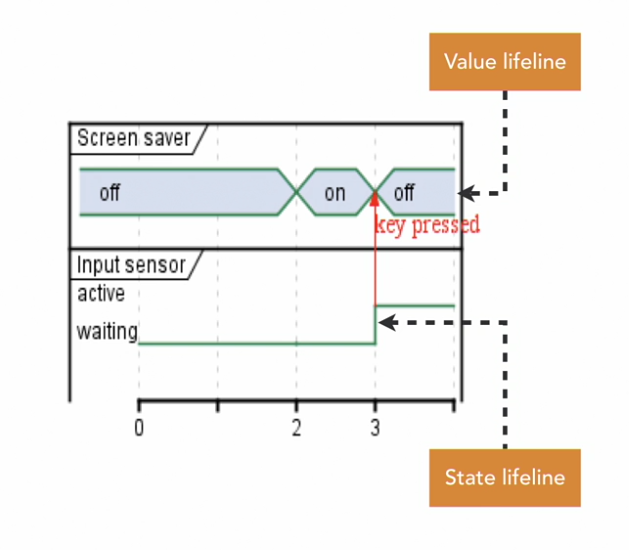 Value lifeline
Screen saver
off on off
key pressed
Input sensor
active
waiting
0 2 3
State lifeline